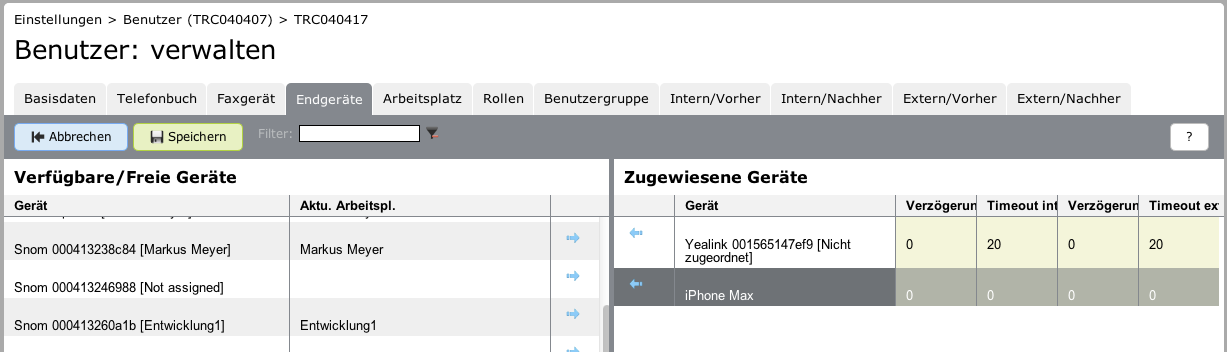 Einstellungen > Benutzer (TRC040407) > TRC040417
Benutzer: verwalten
Basisdaten Telefonbuch Faxgerät Endgeräte Arbeitsplatz Rollen Benutzergruppe Intern/Vorher Intern/Nachher Extern/Vorher Extern/Nachher
Abbrechen Speichern Filter: ?
Verfügbare/Freie Geräte
Gerät Aktu. Arbeitspl.
Snom 000413238c84 [Markus Meyer] Markus Meyer
Snom 000413246988 [Not assigned]
Snom 000413260a1b [Entwicklung1] Entwicklung1
Zugewiesene Geräte
Gerät Verzögerun Timeout int Verzögerun Timeout ex
Yealink 001565147ef9 [Nicht 0 20 0 20
zugeordnet]
iPhone Max 0 0 0 0